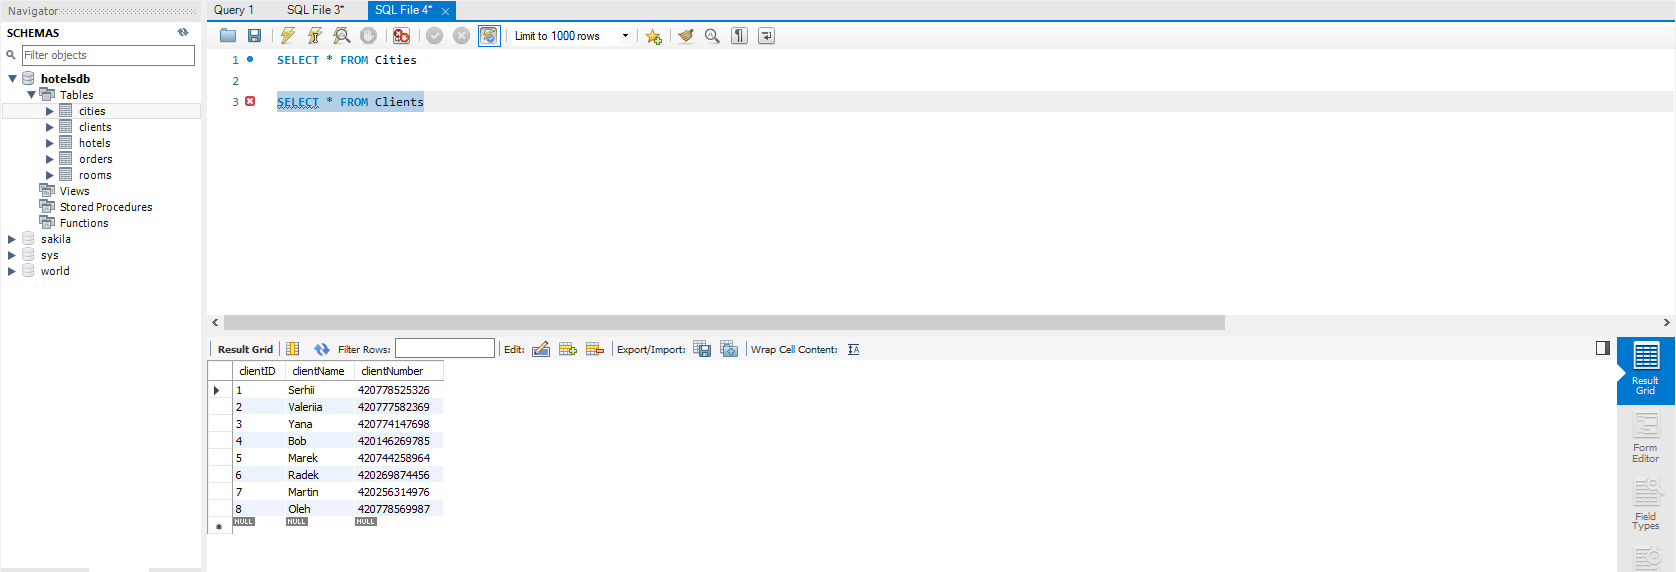 Navigator
SCHEMAS
Filter objects
hotelsdb
Tables
cities
clients
hotels
orders
rooms
Views
Stored Procedures
Functions
sakila
sys
world
Query 1
SQL File 3*
SQL File 4*
Limit to 1000 rows
1 SELECT * FROM Cities
2
3 SELECT * FROM Clients
Result Grid
Filter Rows:
Edit:
Export/Import:
Wrap Cell Content:
clientID clientName clientNumber
1 Serhii 420778525326
2 Valeriia 420777582369
3 Yana 420774147698
4 Bob 420146269785
5 Marek 420744258964
6 Radek 420269874456
7 Martin 420256314976
8 Oleh 420778569987
NULL NULL NULL
Result
Grid
Form
Editor
Field
Types